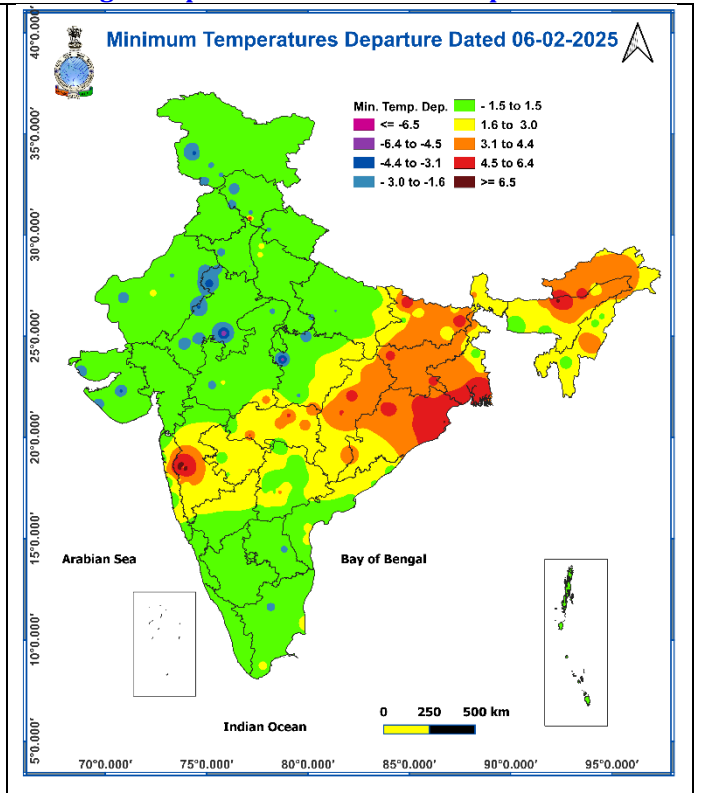 Minimum Temperatures Departure Dated 06-02-2025
Min. Temp. Dep.
<= -6.5
-6.4 to -4.5
-4.4 to -3.1
- 3.0 to -1.6
- 1.5 to 1.5
1.6 to 3.0
3.1 to 4.4
4.5 to 6.4
>= 6.5
40°0.000'
35°0.000'
30°0.000'
25°0.000'
20°0.000'
15°0.000'
10°0.000'
5°0.000'
Arabian Sea
Bay of Bengal
Indian Ocean
0 250 500 km
70°0.000' 75°0.000' 80°0.000' 85°0.000' 90°0.000' 95°0.000'